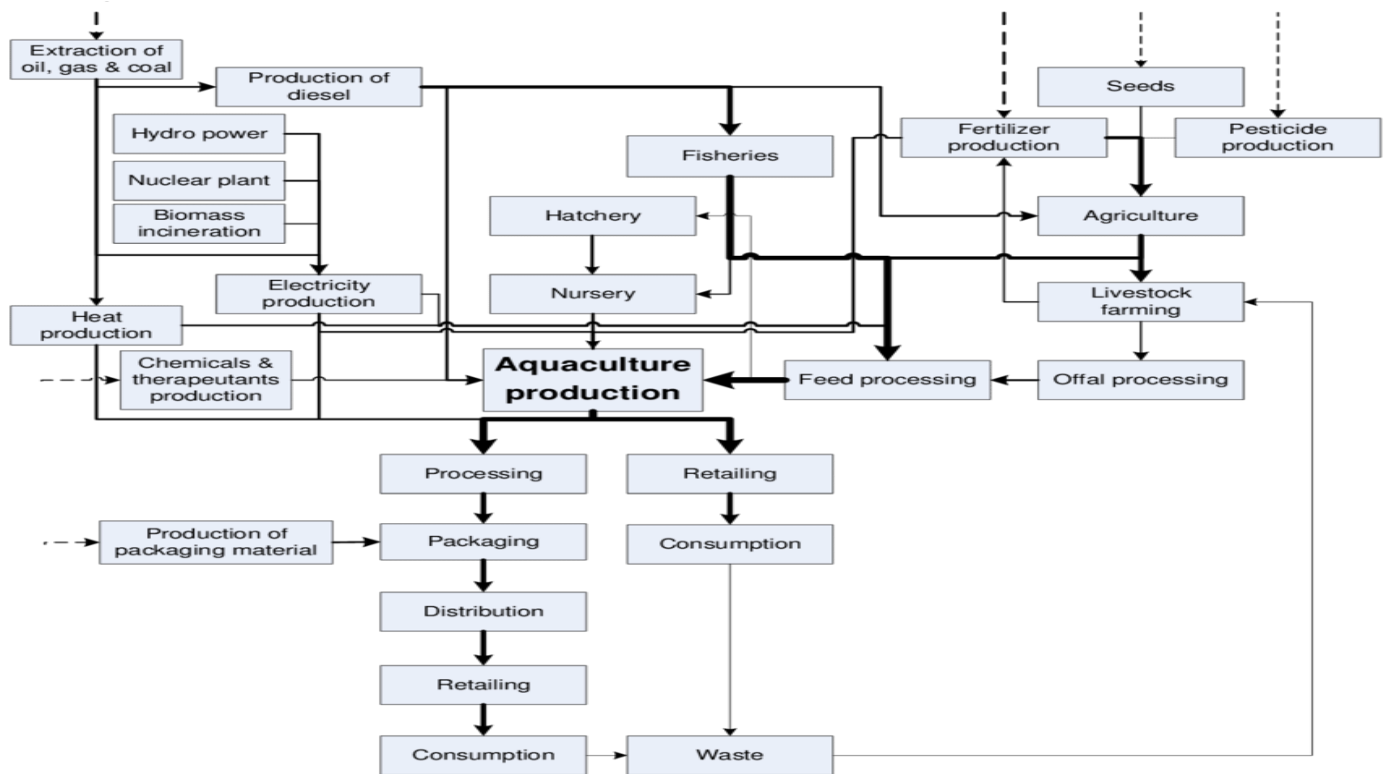 Extraction of
oil, gas & coal
Production of
diesel
Seeds
Hydro power
Fertilizer
production
Pesticide
production
Fisheries
Nuclear plant
Biomass
incineration
Hatchery
Agriculture
Electricity
production
Nursery
Livestock
farming
Heat
production
Chemicals &
therapeutants
production
Aquaculture
production
Feed processing
Offal processing
Processing
Retailing
Production of
packaging material
Packaging
Consumption
Distribution
Retailing
Consumption
Waste